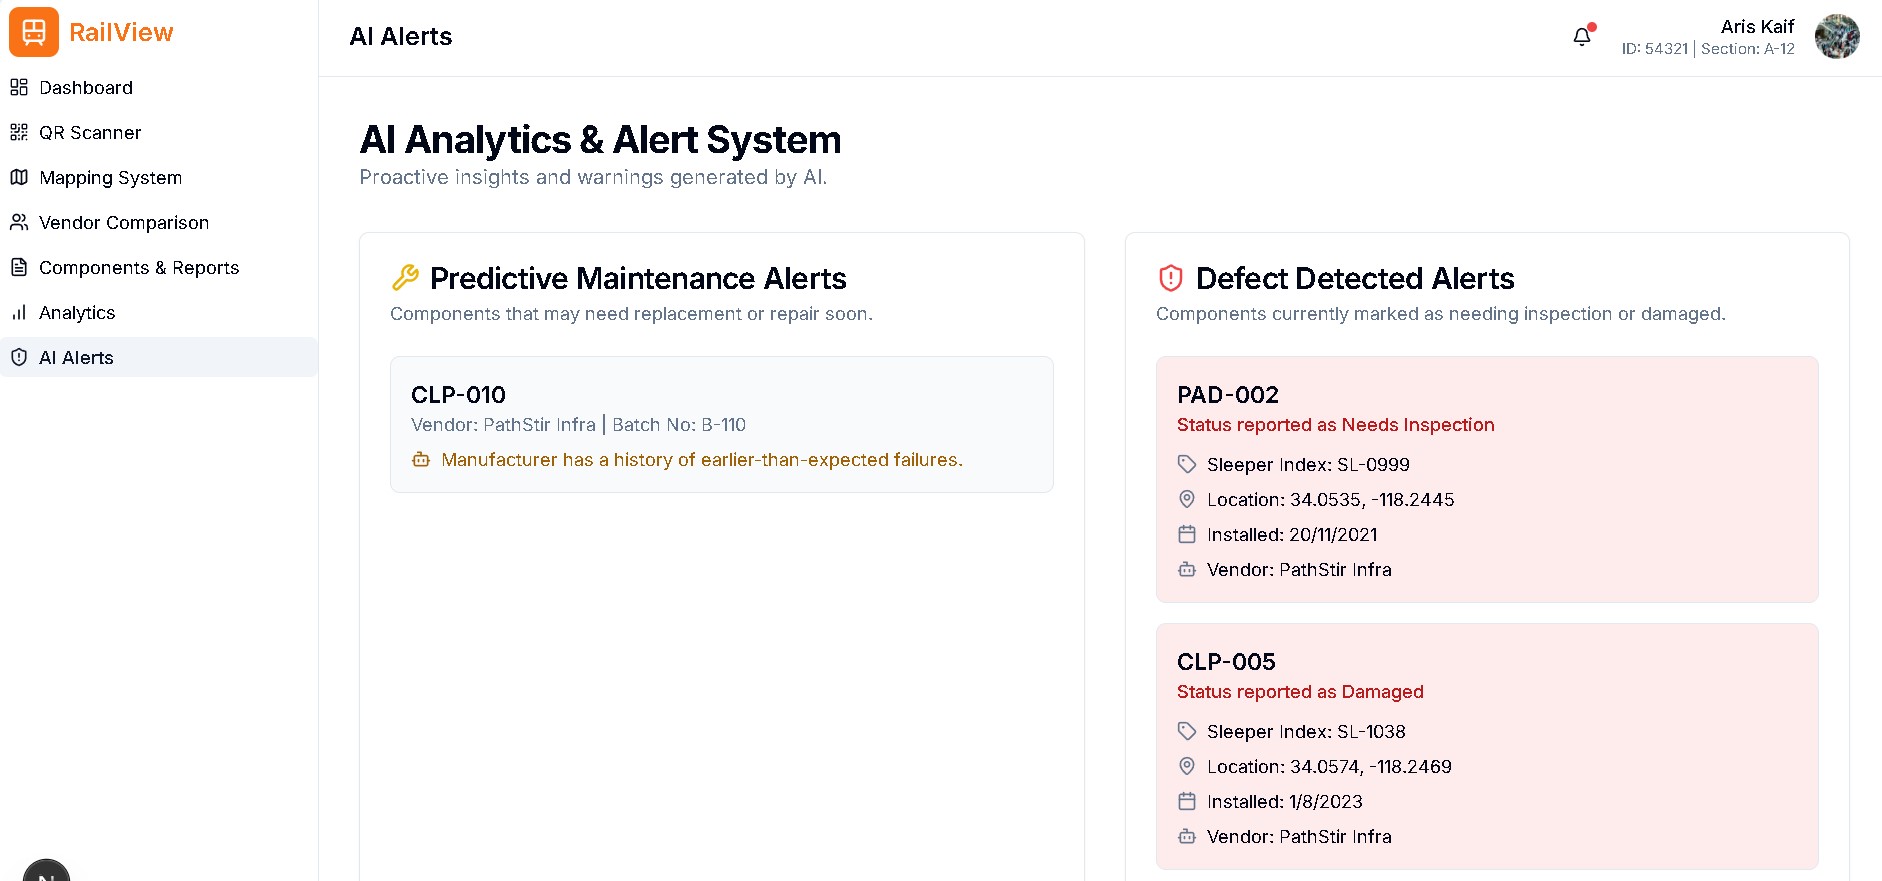 RailView
Dashboard
QR Scanner
Mapping System
Vendor Comparison
Components & Reports
Analytics
AI Alerts
AI Alerts
Aris Kaif
ID: 54321 | Section: A-12
AI Analytics & Alert System
Proactive insights and warnings generated by AI.
Predictive Maintenance Alerts
Components that may need replacement or repair soon.
CLP-010
Vendor: PathStir Infra | Batch No: B-110
Manufacturer has a history of earlier-than-expected failures.
Defect Detected Alerts
Components currently marked as needing inspection or damaged.
PAD-002
Status reported as Needs Inspection
Sleeper Index: SL-0999
Location: 34.0535, -118.2445
Installed: 20/11/2021
Vendor: PathStir Infra
CLP-005
Status reported as Damaged
Sleeper Index: SL-1038
Location: 34.0574, -118.2469
Installed: 1/8/2023
Vendor: PathStir Infra